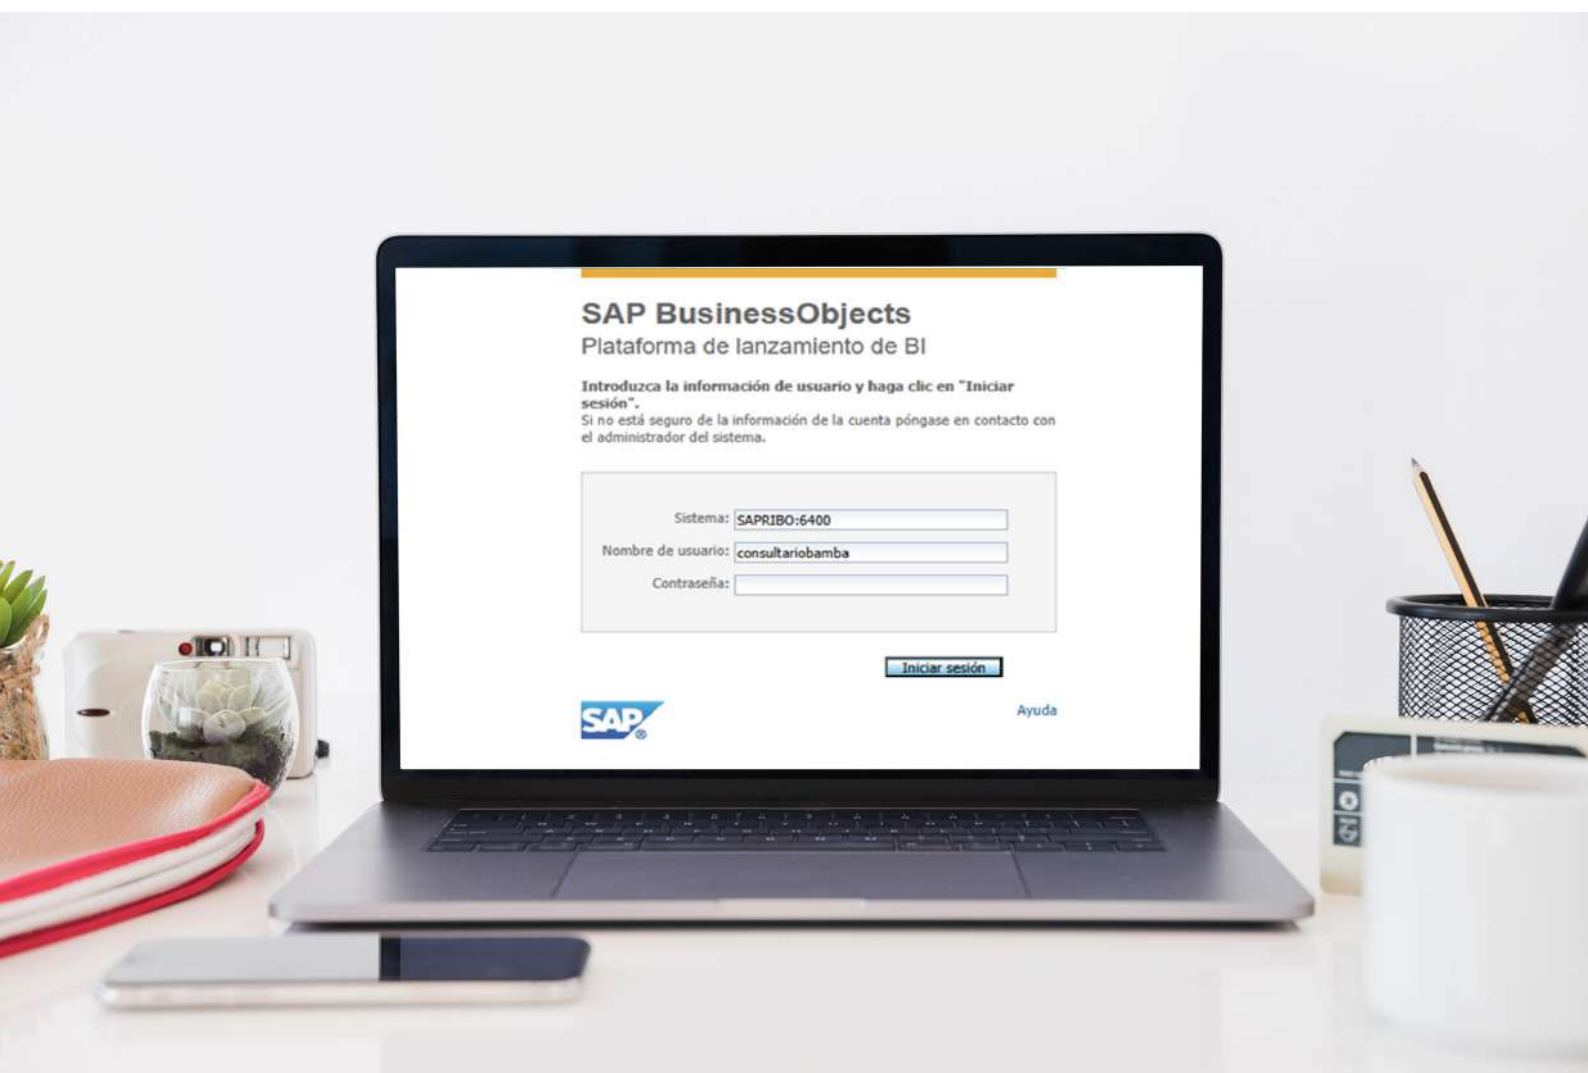 SAP BusinessObjects
Plataforma de lanzamiento de BI
Introduzca la información de usuario y haga clic en "Iniciar
sesión".
Si no está seguro de la información de la cuenta póngase en contacto con
el administrador del sistema.
Sistema: SAPRIBO:6400
Nombre de usuario: consultariobamba
Contraseña:
Iniciar sesión
SAP®
Ayuda